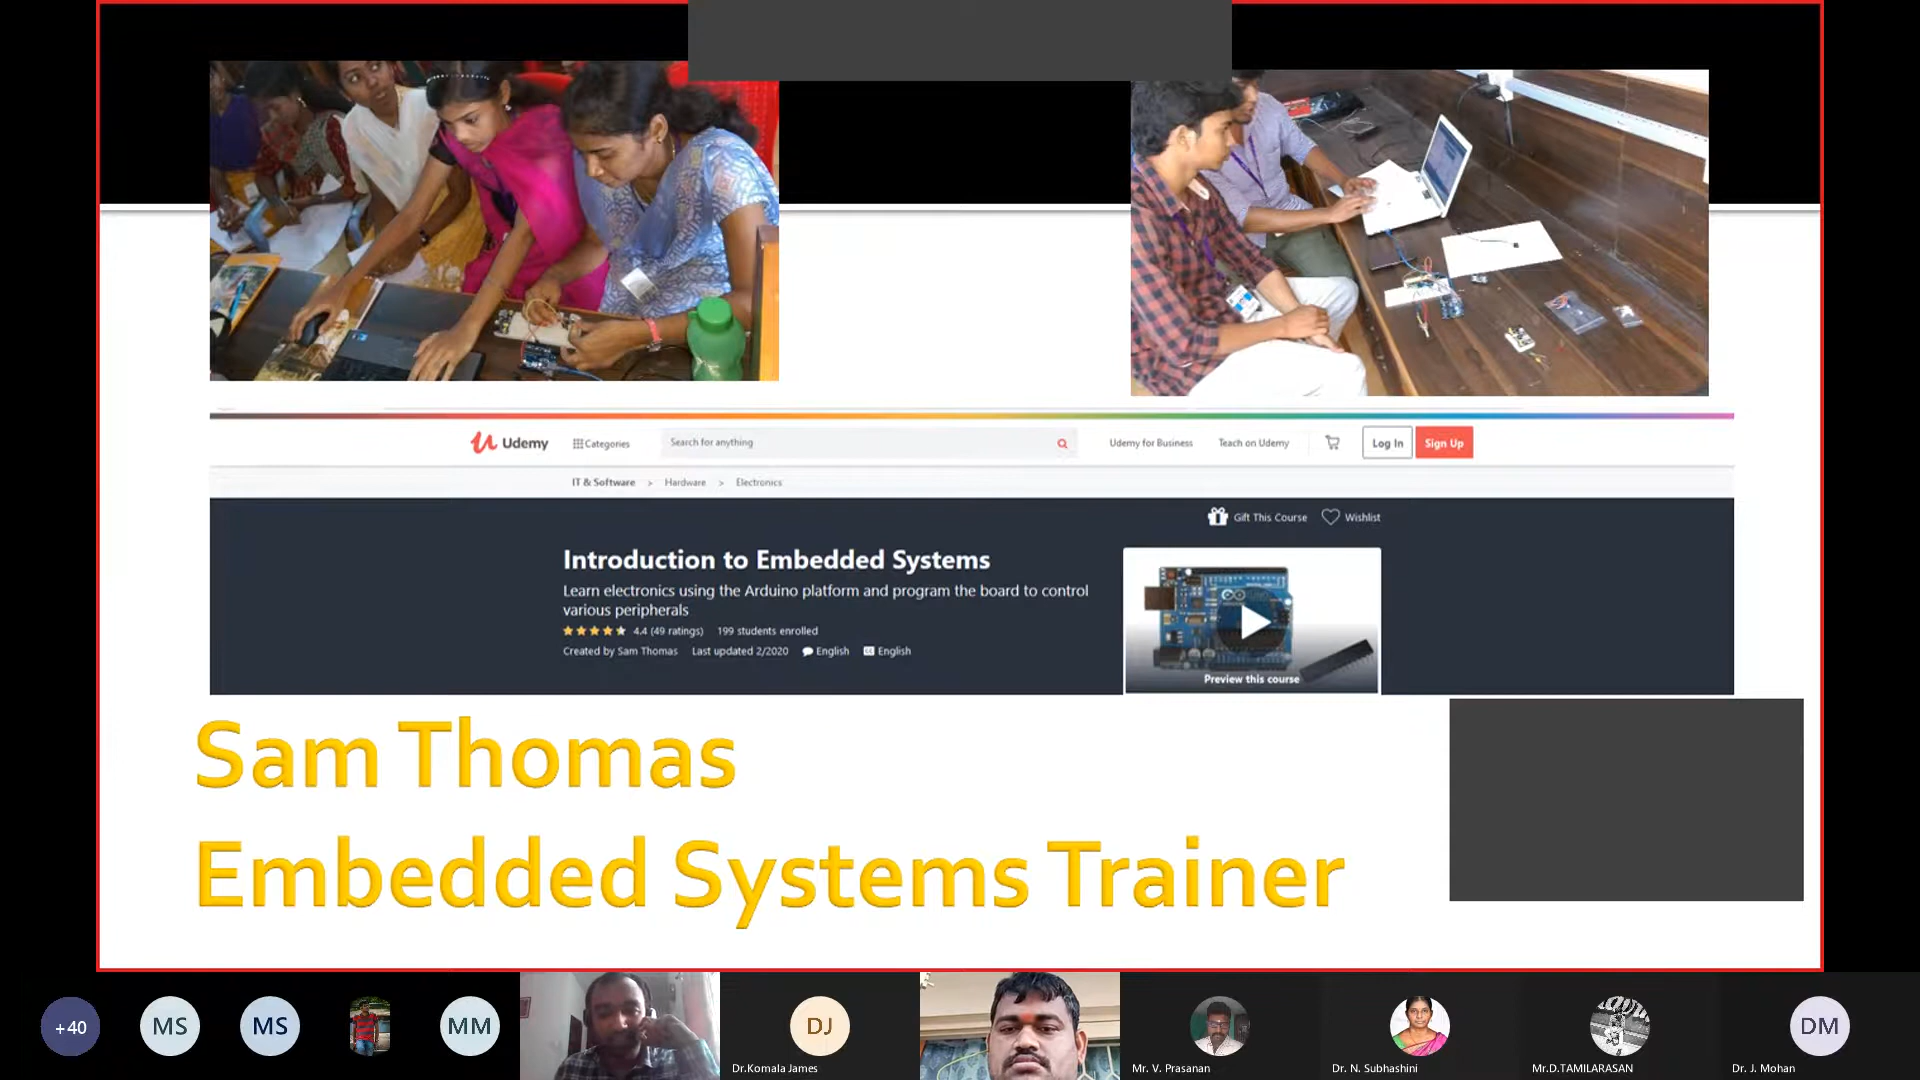 Udemy
Categories
Search for anything
Udemy for Business
Teach on Udemy
Log In
Sign Up
IT & Software > Hardware > Electronics
Gift This Course
Wishlist
Introduction to Embedded Systems
Learn electronics using the Arduino platform and program the board to control
various peripherals
4.4 (49 ratings) 199 students enrolled
Created by Sam Thomas Last updated 2/2020 English English
Preview this course
Sam Thomas
Embedded Systems Trainer
+40
MS
MS
MM
DJ
Dr.Komala James
Mr. V. Prasanan
Dr. N. Subhashini
Mr.D.TAMILARASAN
DM
Dr. J. Mohan